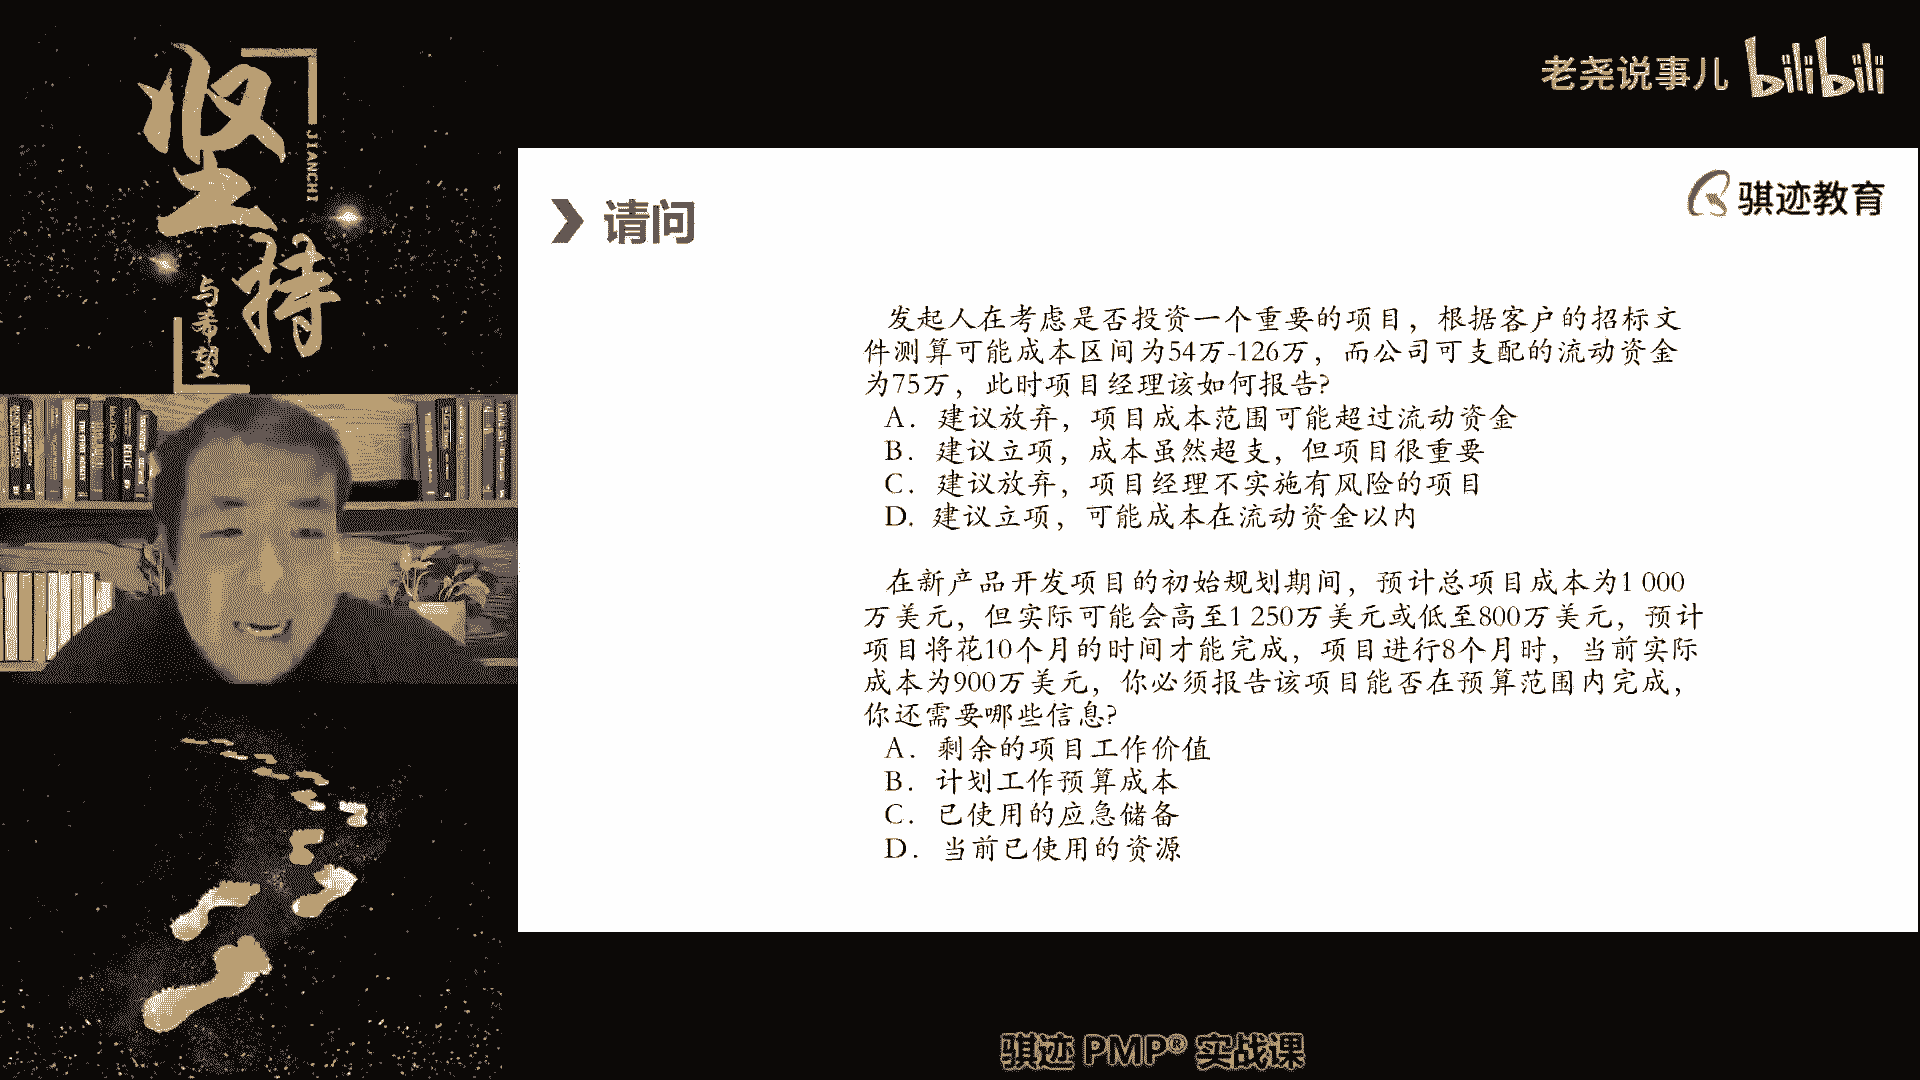 坚
JIANCHI
持
与希望
老尧说事儿 bilibili
骐迹教育
请问
发起人在考虑是否投资一个重要的项目，根据客户的招标文
件测算可能成本区间为54万-126万，而公司可支配的流动资金
为75万，此时项目经理该如何报告?
A．建议放弃，项目成本范围可能超过流动资金
B．建议立项，成本虽然超支，但项目很重要
C．建议放弃，项目经理不实施有风险的项目
D. 建议立项，可能成本在流动资金以内
在新产品开发项目的初始规划期间，预计总项目成本为1 000
万美元，但实际可能会高至1 250万美元或低至800万美元，预计
项目将花10个月的时间才能完成，项目进行8个月时，当前实际
成本为900万美元，你必须报告该项目能否在预算范围内完成，
你还需要哪些信息?
A．剩余的项目工作价值
B．计划工作预算成本
C．已使用的应急储备
D．当前已使用的资源
骐迹 PMP® 实战课